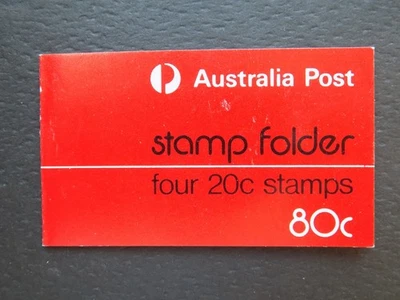 Australia Post
stamp folder
four 20c stamps
80c